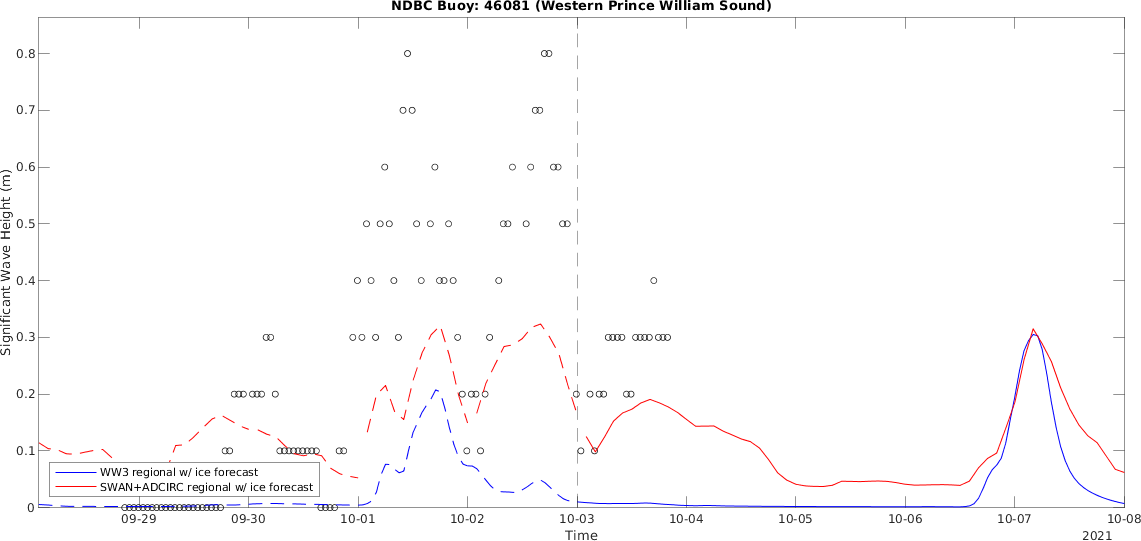 NDBC Buoy: 46081 (Western Prince William Sound)
Significant Wave Height (m)
0.8
0.7
0.6
0.5
0.4
0.3
0.2
0.1
0
WW3 regional w/ ice forecast
SWAN+ADCIRC regional w/ ice forecast
09-29 09-30 10-01 10-02 10-03 10-04 10-05 10-06 10-07 10-08
Time
2021